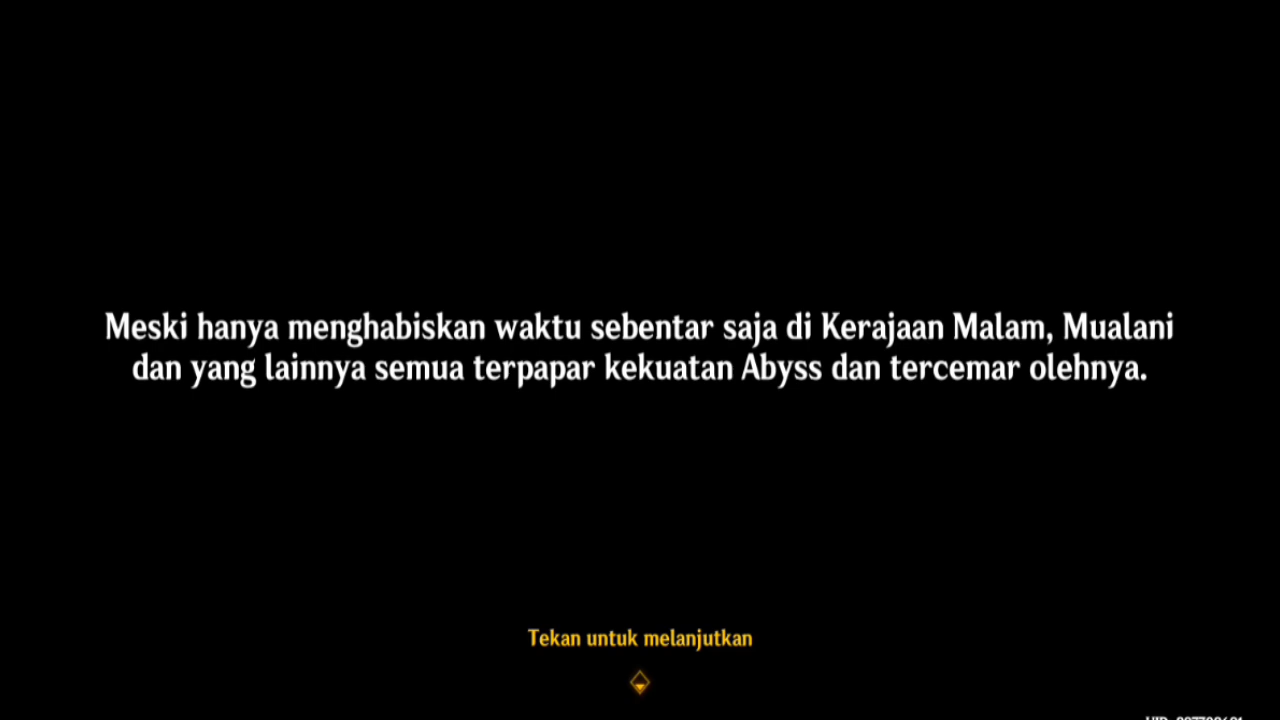 Meski hanya menghabiskan waktu sebentar saja di Kerajaan Malam, Mualani
dan yang lainnya semua terpapar kekuatan Abyss dan tercemar olehnya.
Tekan untuk melanjutkan